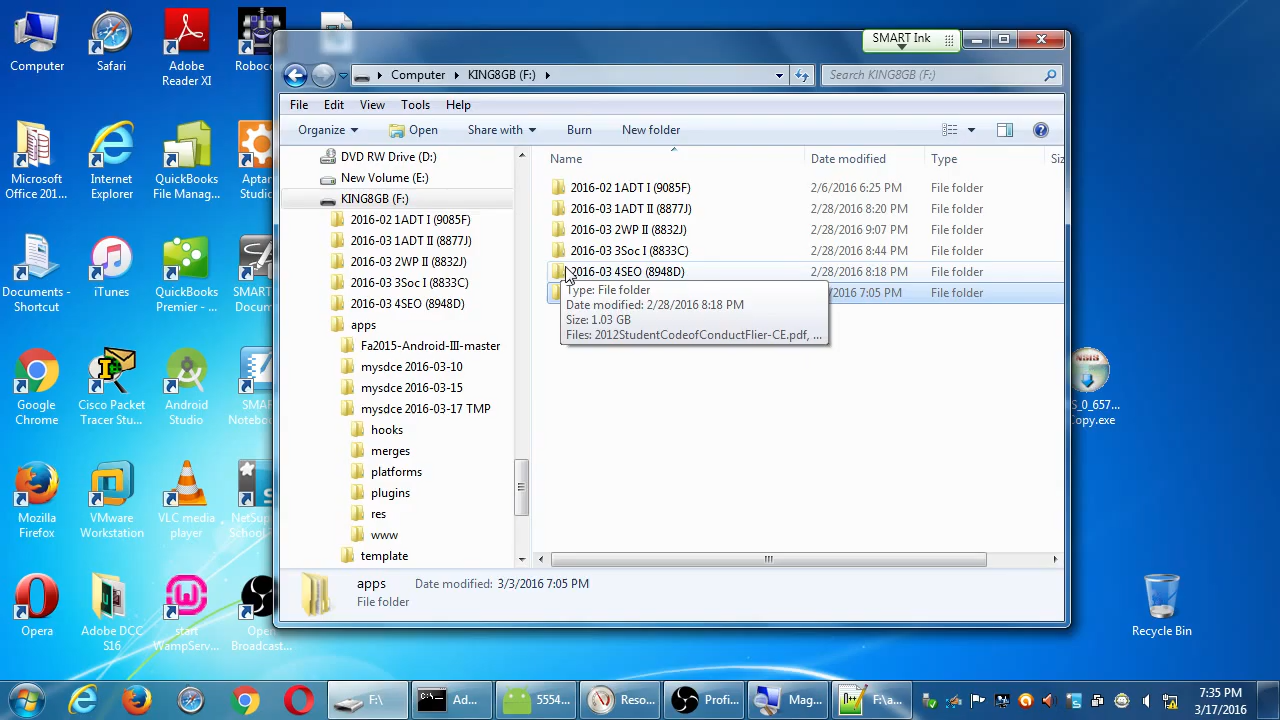 Computer
Safari
Adobe
Reader XI
SMART Ink
Computer
KING8GB (F:)
Search KING8GB (F:)
File
Edit
View
Tools
Help
Organize
Open
Share with
Burn
New folder
DVD RW Drive (D:)
New Volume (E:)
KING8GB (F:)
2016-02 1ADT I (9085F)
2016-03 1ADT II (8877J)
2016-03 2WP II (8832J)
2016-03 3Soc I (8833C)
2016-03 4SEO (8948D)
apps
Fa2015-Android-III-master
mysdce 2016-03-10
mysdce 2016-03-15
mysdce 2016-03-17 TMP
hooks
merges
platforms
plugins
res
www
template
Name
Date modified
Type
2016-02 1ADT I (9085F)
2/6/2016 6:25 PM
File folder
2016-03 1ADT II (8877J)
2/28/2016 8:20 PM
File folder
2016-03 2WP II (8832J)
2/28/2016 9:07 PM
File folder
2016-03 3Soc I (8833C)
2/28/2016 8:44 PM
File folder
2016-03 4SEO (8948D)
2/28/2016 8:18 PM
File folder
/2016 7:05 PM
File folder
Type: File folder
Date modified: 2/28/2016 8:18 PM
Size: 1.03 GB
Files: 2012StudentCodeofConductFlier-CE.pdf, ...
apps
Date modified: 3/3/2016 7:05 PM
File folder
Microsoft
Office 201...
Internet
Explorer
QuickBooks
File Manag...
Documents -
Shortcut
iTunes
QuickBooks
Premier - ...
Google
Chrome
Cisco Packet
Tracer Stu...
Android
Studio
Mozilla
Firefox
VMware
Workstation
VLC media
player
Opera
Adobe DCC
S16
start
WampServ...
Open
Broadcast...
S_0_657...
Copy.exe
Recycle Bin
F:\
Ad...
5554...
Reso...
Profi...
Mag...
F:\a...
7:35 PM
3/17/2016